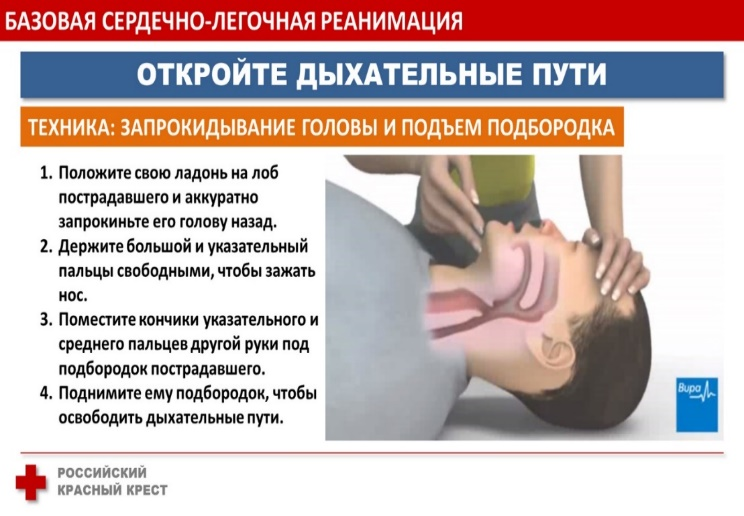 БАЗОВАЯ СЕРДЕЧНО-ЛЕГОЧНАЯ РЕАНИМАЦИЯ
ОТКРОЙТЕ ДЫХАТЕЛЬНЫЕ ПУТИ
ТЕХНИКА: ЗАПРОКИДЫВАНИЕ ГОЛОВЫ И ПОДЪЕМ ПОДБОРОДКА
1. Положите свою ладонь на лоб
пострадавшего и аккуратно
запрокиньте его голову назад.
2. Держите большой и указательный
пальцы свободными, чтобы зажать
нос.
3. Поместите кончики указательного и
среднего пальцев другой руки под
подбородок пострадавшего.
4. Поднимите ему подбородок, чтобы
освободить дыхательные пути.
Bupa
РОССИЙСКИЙ
КРАСНЫЙ КРЕСТ